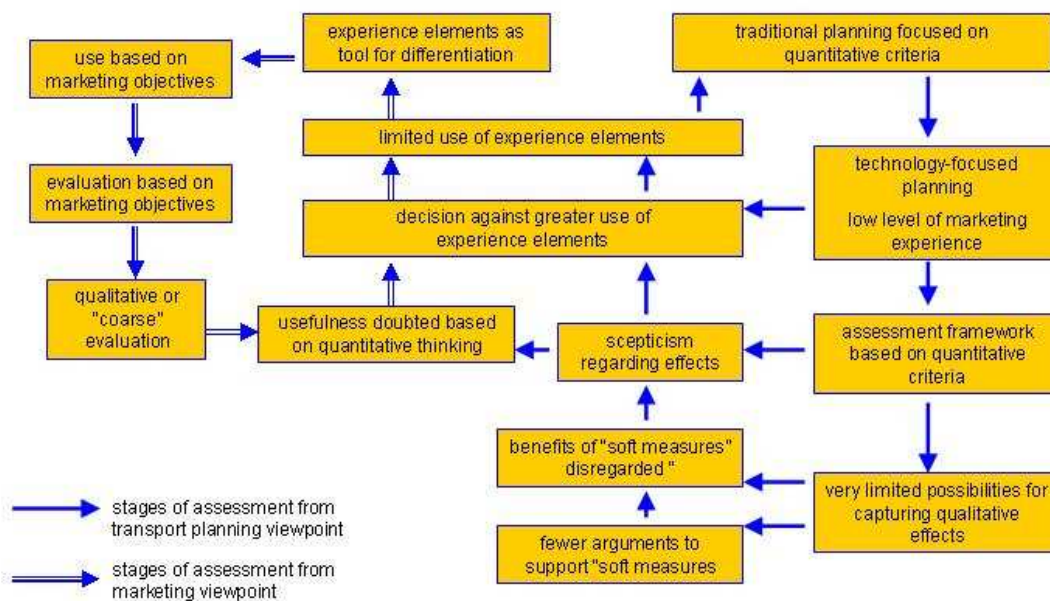 experience elements as
tool for differentiation
traditional planning focused on
quantitative criteria
use based on
marketing objectives
limited use of experience elements
technology-focused
planning
low level of marketing
experience
evaluation based on
marketing objectives
decision against greater use of
experience elements
qualitative or
"coarse"
evaluation
usefulness doubted based
on quantitative thinking
scepticism
regarding effects
assessment framework
based on quantitative
criteria
benefits of "soft measures"
disregarded "
very limited possibilities for
capturing qualitative
effects
fewer arguments to
support "soft measures
stages of assessment from
transport planning viewpoint
stages of assessment from
marketing viewpoint